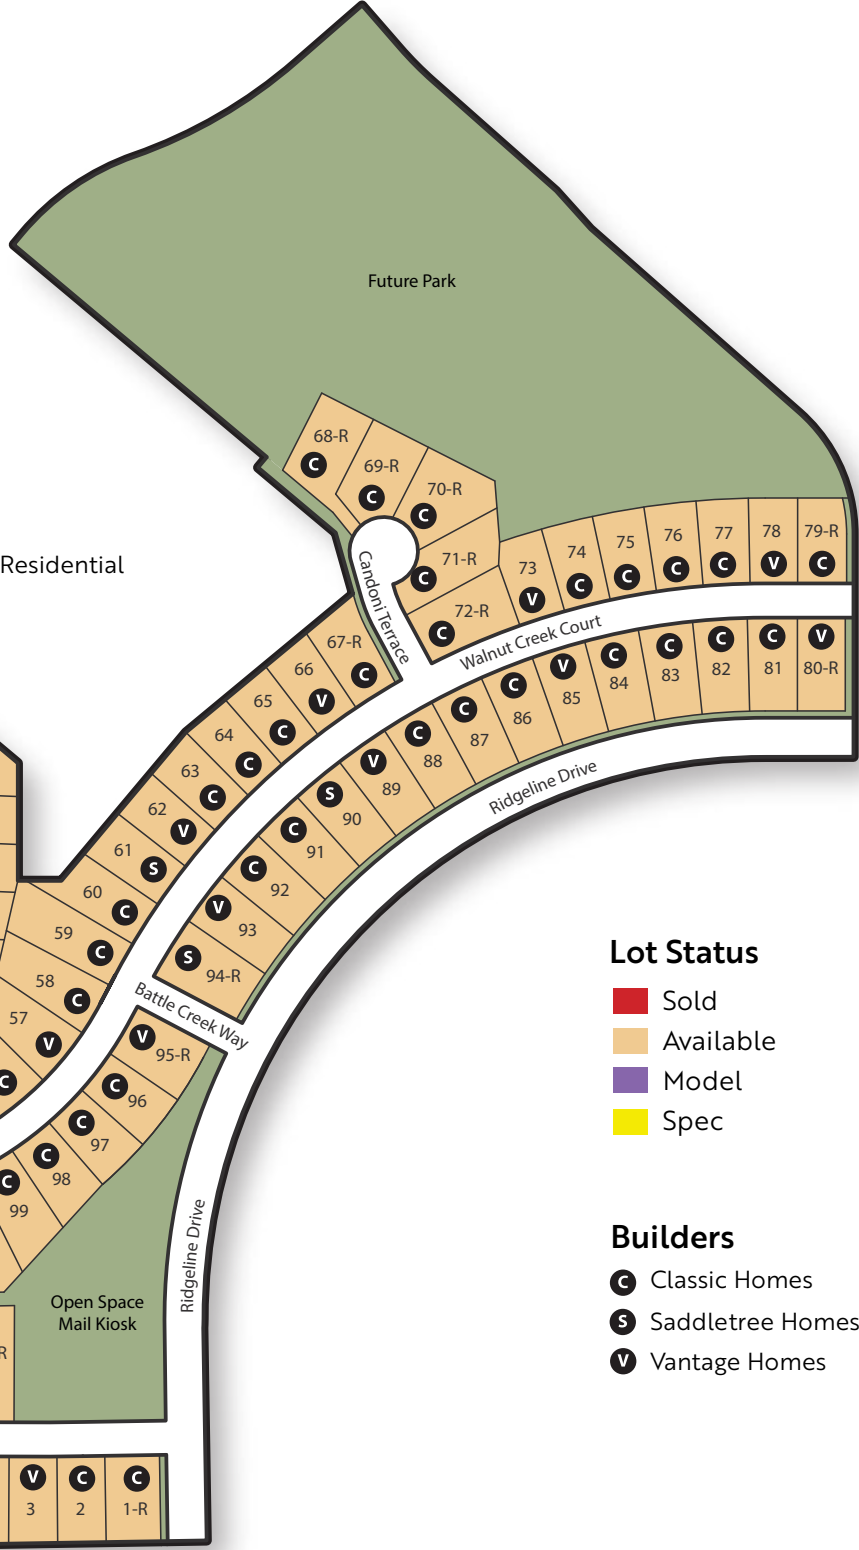 Future Park
68-R
C
69-R
C
70-R
C
71-R
C
72-R
C
Candoni Terrace
Residential
73
V
74
C
75
C
76
C
77
C
78
V
79-R
C
Walnut Creek Court
67-R
C
66
V
65
C
64
C
63
C
62
V
61
S
60
C
59
C
58
C
57
V
C
V
80-R
C
81
C
82
C
83
C
84
V
85
C
86
C
87
C
88
V
89
S
90
C
91
C
92
V
93
S
94-R
Ridgeline Drive
Battle Creek Way
V
95-R
C
96
C
97
C
98
C
99
Ridgeline Drive
Open Space
Mail Kiosk
R
V
3
C
2
C
1-R
Lot Status
Sold
Available
Model
Spec
Builders
C Classic Homes
S Saddletree Homes
V Vantage Homes